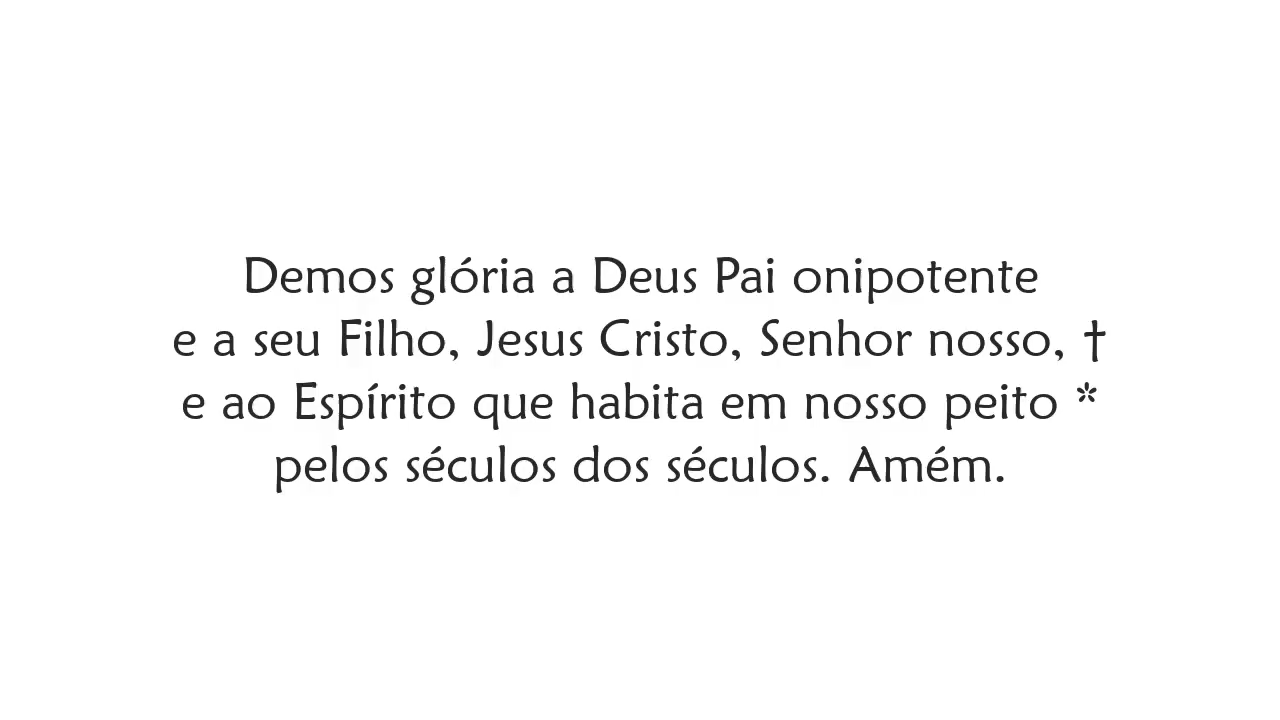 Demos glória a Deus Pai onipotente
e a seu Filho, Jesus Cristo, Senhor nosso, †
e ao Espírito que habita em nosso peito *
pelos séculos dos séculos. Amém.